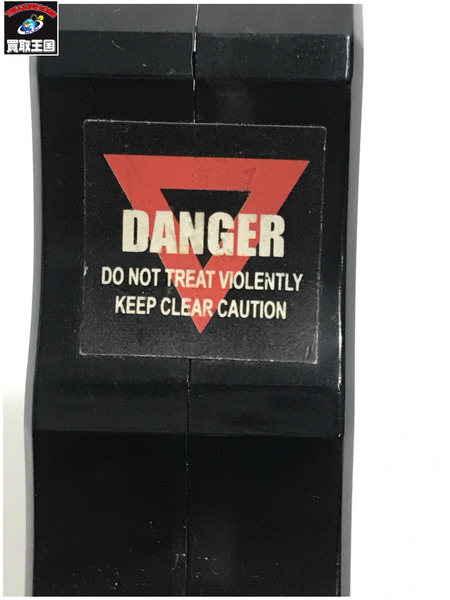 買取王国
DANGER
DO NOT TREAT VIOLENTLY
KEEP CLEAR CAUTION